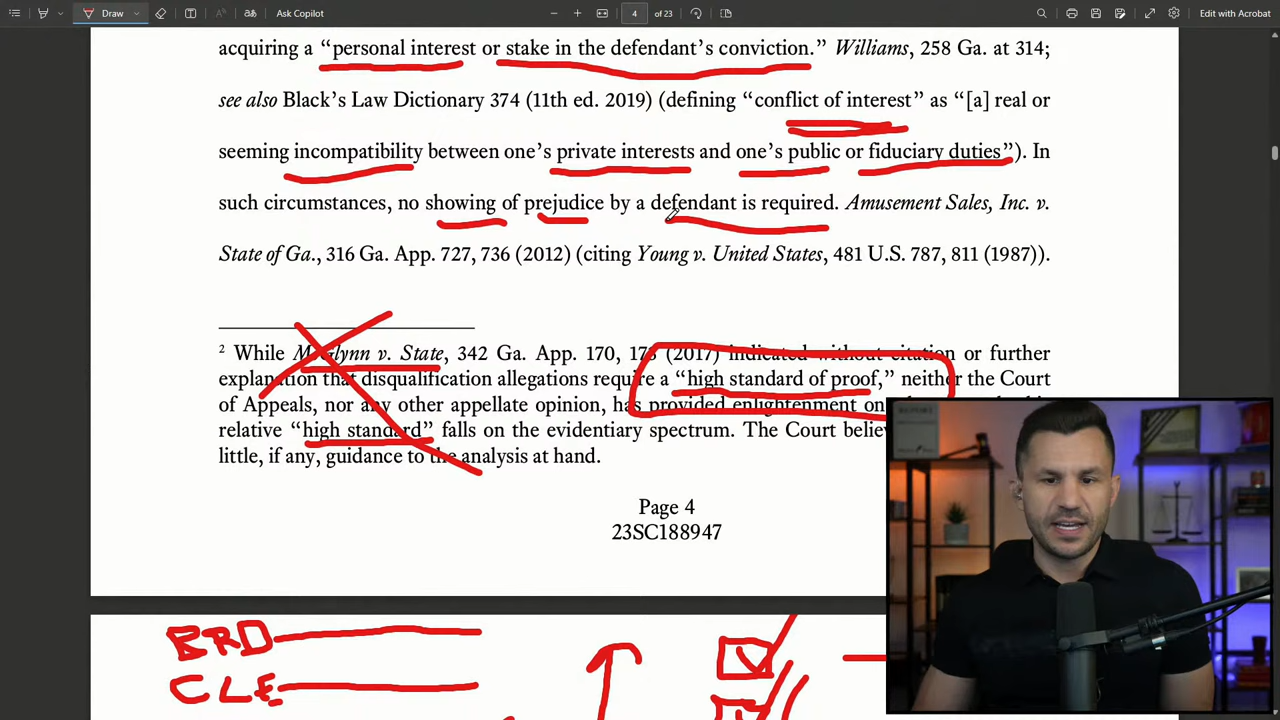 Draw
Ask Copilot
4 of 23
Edit with Acrobat
acquiring a “personal interest or stake in the defendant’s conviction.” Williams, 258 Ga. at 314;
see also Black’s Law Dictionary 374 (11th ed. 2019) (defining “conflict of interest” as “[a] real or
seeming incompatibility between one’s private interests and one’s public or fiduciary duties”). In
such circumstances, no showing of prejudice by a defendant is required. Amusement Sales, Inc. v.
State of Ga., 316 Ga. App. 727, 736 (2012) (citing Young v. United States, 481 U.S. 787, 811 (1987)).
2 While McGlynn v. State, 342 Ga. App. 170, 173 (2017) indicated without citation or further
explanation that disqualification allegations require a “high standard of proof,” neither the Court
of Appeals, nor any other appellate opinion, has provided enlightenment on
relative “high standard” falls on the evidentiary spectrum. The Court
little, if any, guidance to the analysis at hand.
Page 4
23SC188947
BRD
CLE